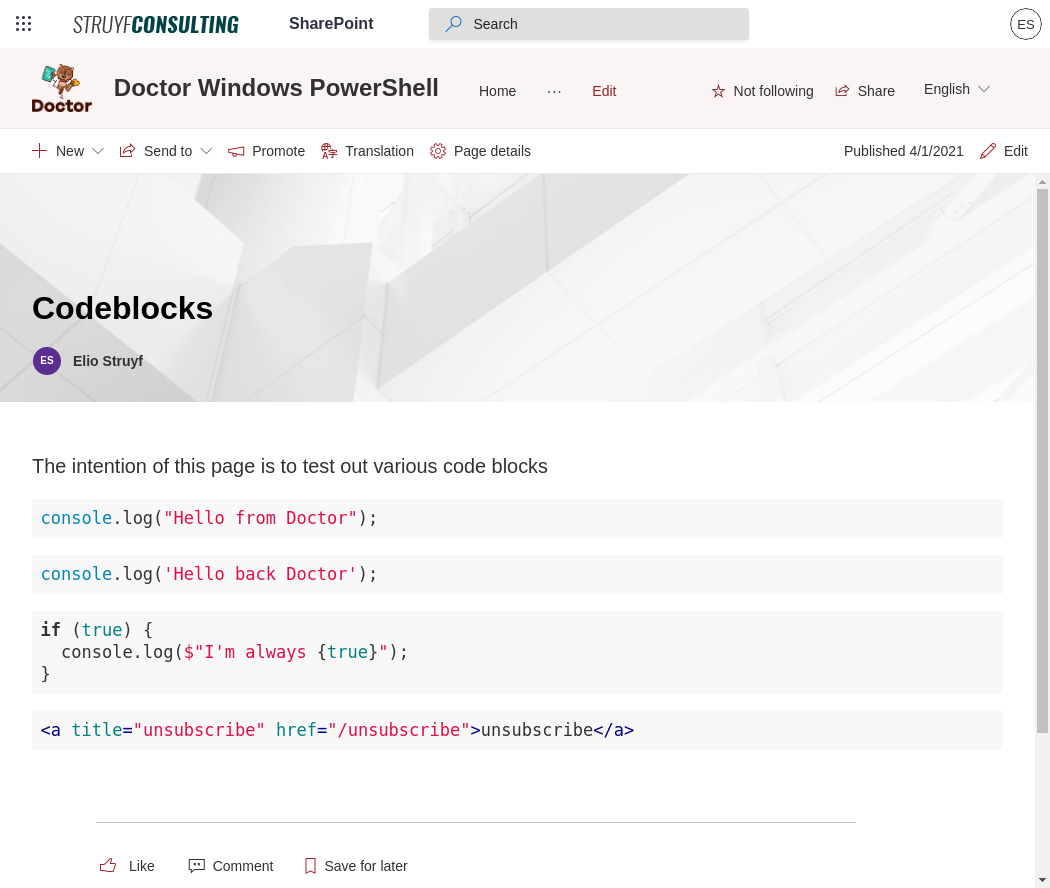 STRUYFCONSULTING SharePoint Search ES
Doctor Doctor Windows PowerShell Home ... Edit Not following Share English
New Send to Promote Translation Page details Published 4/1/2021 Edit
Codeblocks
ES Elio Struyf
The intention of this page is to test out various code blocks
console.log("Hello from Doctor");
console.log('Hello back Doctor');
if (true) {
  console.log($"I'm always {true}");
}
<a title="unsubscribe" href="/unsubscribe">unsubscribe</a>
Like Comment Save for later